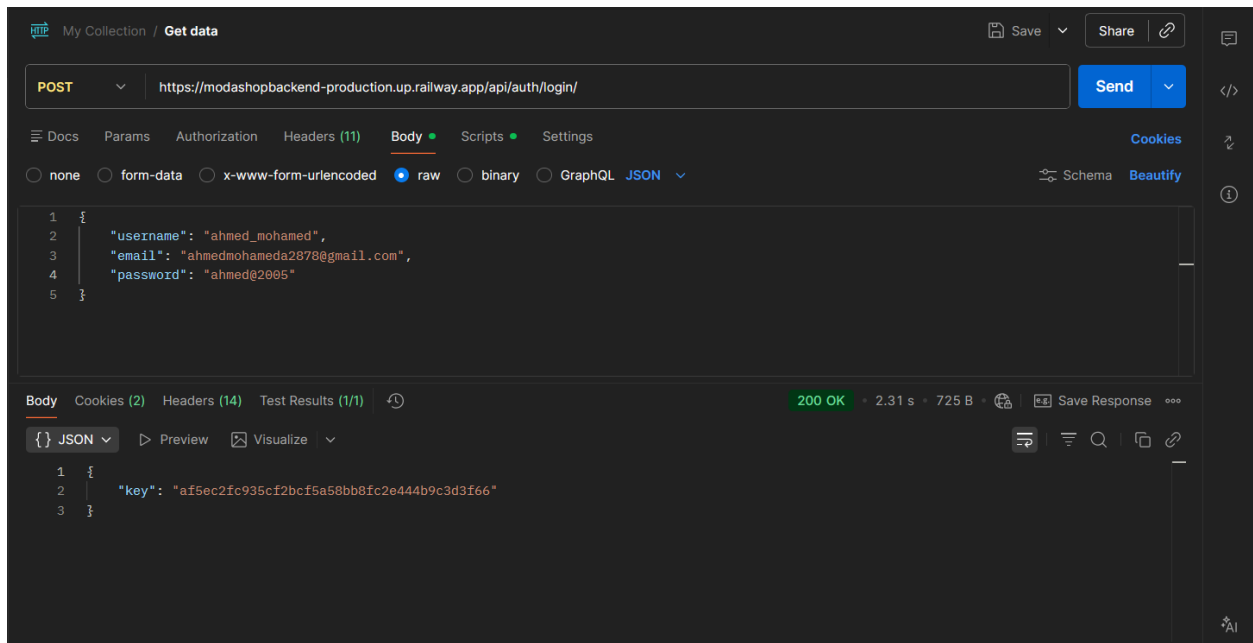 HTTP My Collection / Get data Save Share
POST https://modashopbackend-production.up.railway.app/api/auth/login/ Send
Docs Params Authorization Headers (11) Body Scripts Settings Cookies
none form-data x-www-form-urlencoded raw binary GraphQL JSON Schema Beautify
1 {
2 "username": "ahmed_mohamed",
3 "email": "ahmedmohameda2878@gmail.com",
4 "password": "ahmed@2005"
5 }
Body Cookies (2) Headers (14) Test Results (1/1) 200 OK • 2.31 s • 725 B e.g. Save Response
{} JSON Preview Visualize
1 {
2 "key": "af5ec2fc935cf2bcf5a58bb8fc2e444b9c3d3f66"
3 }
AI